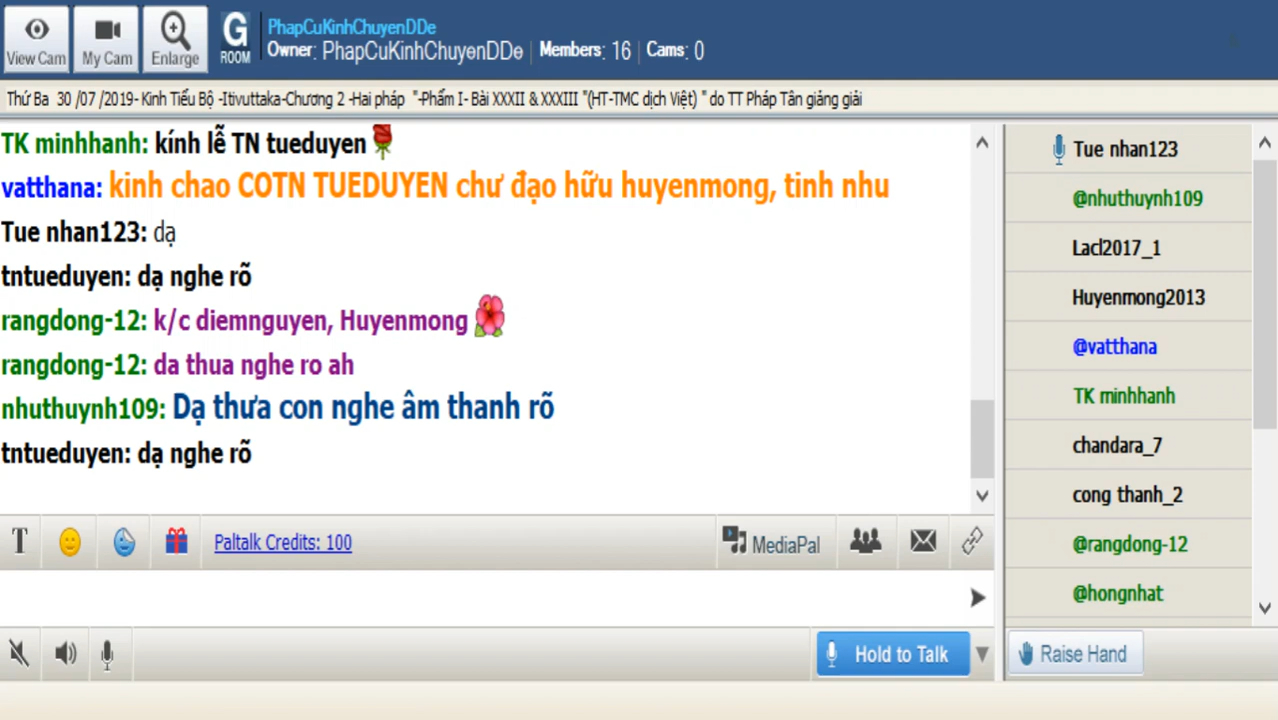 View Cam
My Cam
Enlarge
G
ROOM
PhapCuKinhChuyenDDe
Owner: PhapCuKinhChuyenDDe | Members: 16 | Cams: 0
Thứ Ba 30 /07 /2019- Kinh Tiểu Bộ -Itivuttaka-Chương 2 -Hai pháp "-Phẩm I- Bài XXXII & XXXIII "(HT-TMC dịch Việt) " do TT Pháp Tân giảng giải
TK minhhanh: kính lễ TN tueduyen
vatthana: kinh chao COTN TUEDUYEN chư đạo hữu huyenmong, tinh nhu
Tue nhan123: dạ
tntueduyen: dạ nghe rõ
rangdong-12: k/c diemnguyen, Huyenmong
rangdong-12: da thua nghe ro ah
nhuthuynh109: Dạ thưa con nghe âm thanh rõ
tntueduyen: dạ nghe rõ
T
Paltalk Credits: 100
MediaPal
Hold to Talk
Tue nhan123
@nhuthuynh109
Lacl2017_1
Huyenmong2013
@vatthana
TK minhhanh
chandara_7
cong thanh_2
@rangdong-12
@hongnhat
Raise Hand